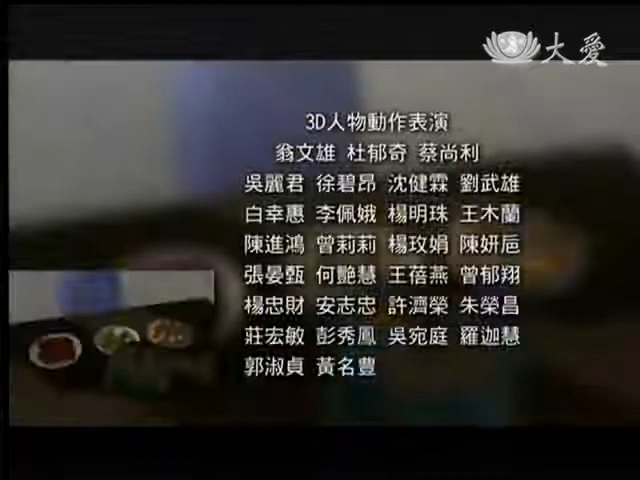 大愛
3D人物動作表演
翁文雄 杜郁奇 蔡尚利
吳麗君 徐碧昂 沈健霖 劉武雄
白幸惠 李佩娥 楊明珠 王木蘭
陳進鴻 曾莉莉 楊玫娟 陳妍巵
張晏甄 何艷慧 王蓓燕 曾郁翔
楊忠財 安志忠 許濟榮 朱榮昌
莊宏敏 彭秀鳳 吳宛庭 羅迦慧
郭淑貞 黃名豊